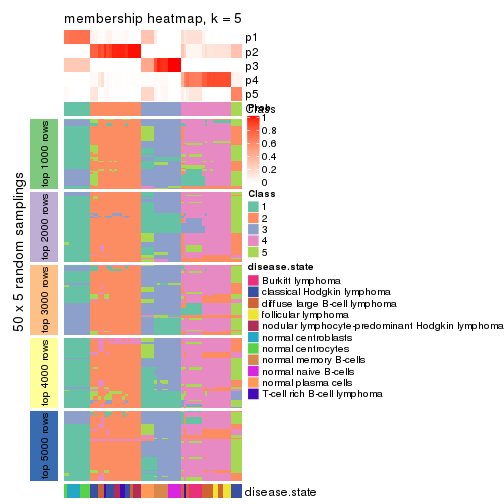 membership heatmap, k = 5
p1
p2
p3
p4
p5
Prob
Class
1
0.8
0.6
0.4
0.2
0
Class
1
2
3
4
5
disease.state
Burkitt lymphoma
classical Hodgkin lymphoma
diffuse large B-cell lymphoma
follicular lymphoma
nodular lymphocyte-predominant Hodgkin lymphoma
normal centroblasts
normal centrocytes
normal memory B-cells
normal naive B-cells
normal plasma cells
T-cell rich B-cell lymphoma
50 x 5 random samplings
top 1000 rows
top 2000 rows
top 3000 rows
top 4000 rows
top 5000 rows
disease.state